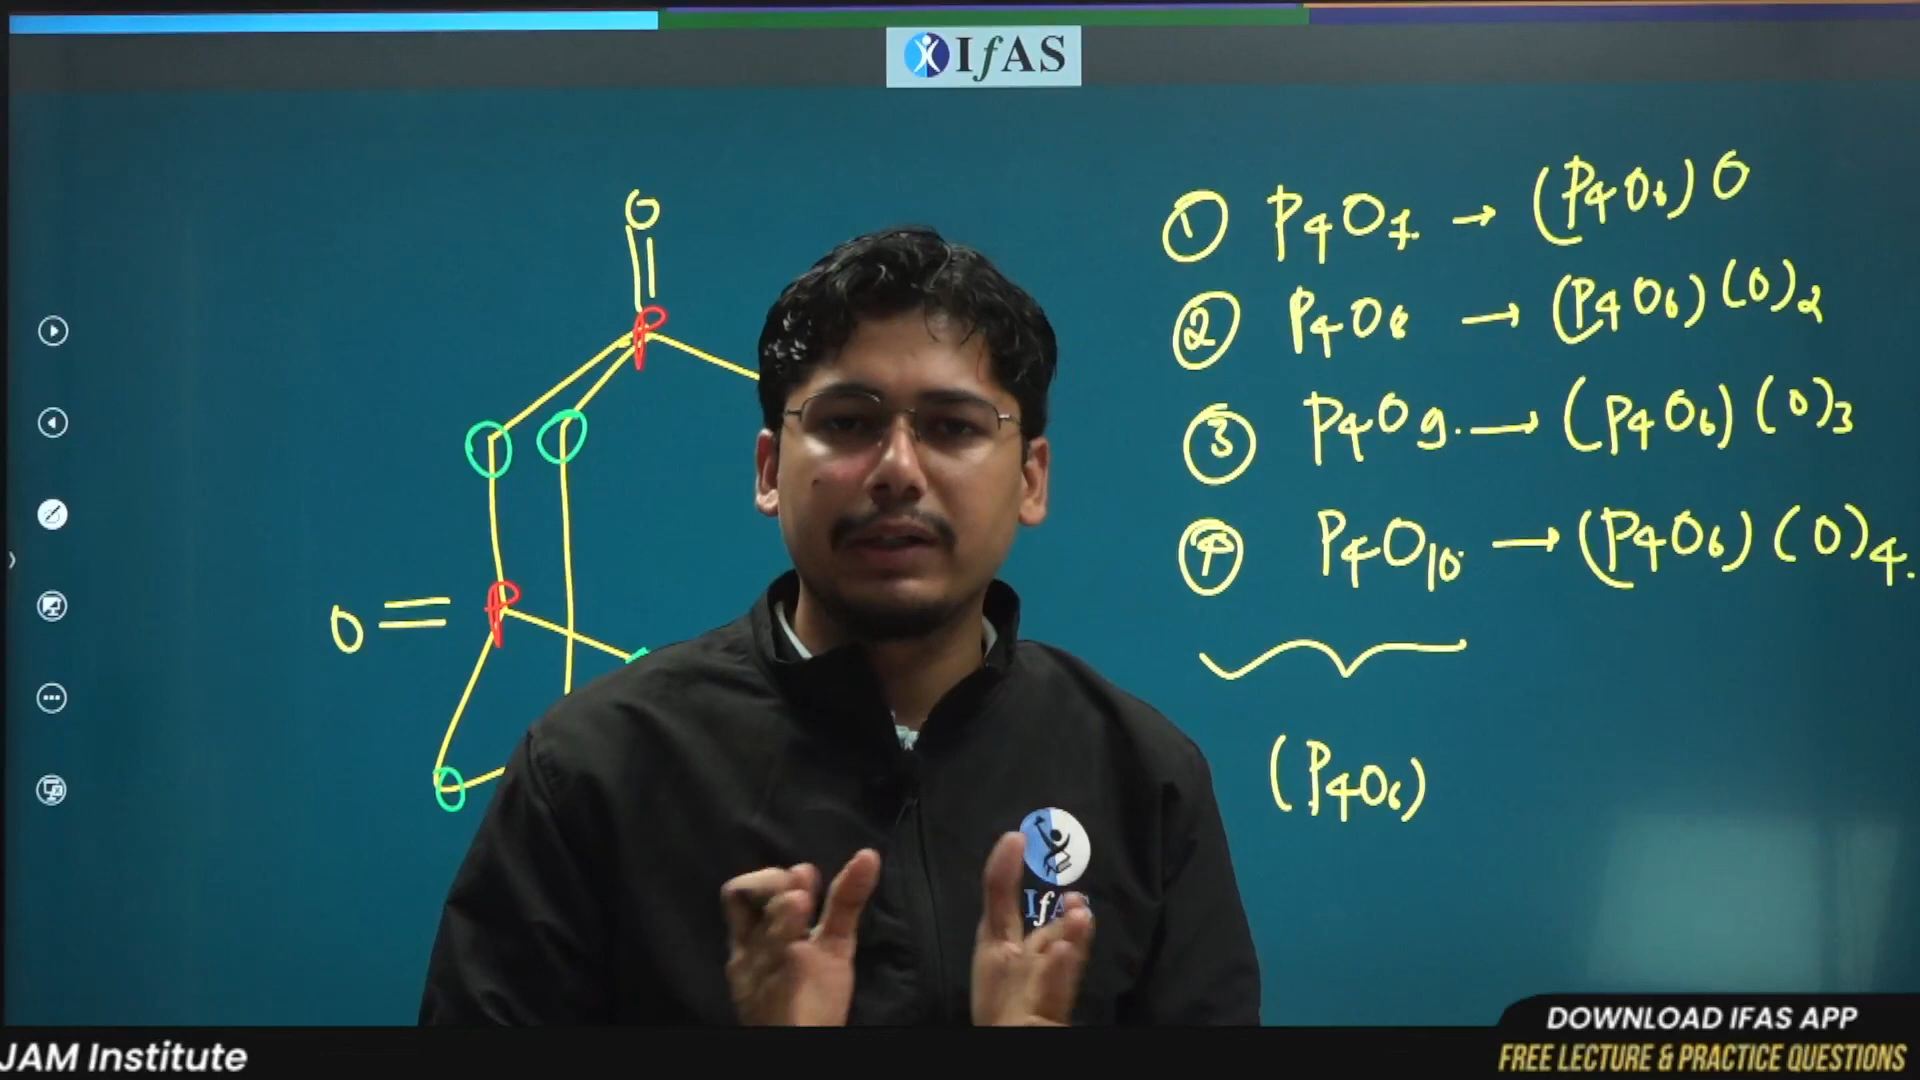 IfAS
① P₄O₇. → (P₄O₆) O
② P₄O₈ → (P₄O₆) (O)₂
③ P₄O₉. → (P₄O₆) (O)₃
④ P₄O₁₀. → (P₄O₆) (O)₄.
(P₄O₆)
O
P
O = P
O
IfAS
JAM Institute
DOWNLOAD IFAS APP
FREE LECTURE & PRACTICE QUESTIONS